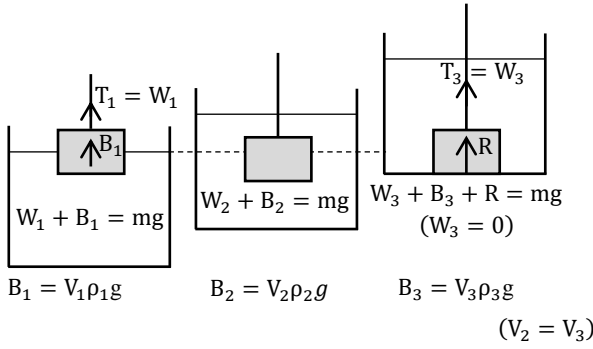 T₁ = W₁
B₁
W₁ + B₁ = mg
B₁ = V₁ρ₁g
W₂ + B₂ = mg
B₂ = V₂ρ₂g
T₃ = W₃
R
W₃ + B₃ + R = mg
(W₃ = 0)
B₃ = V₃ρ₃g
(V₂ = V₃)